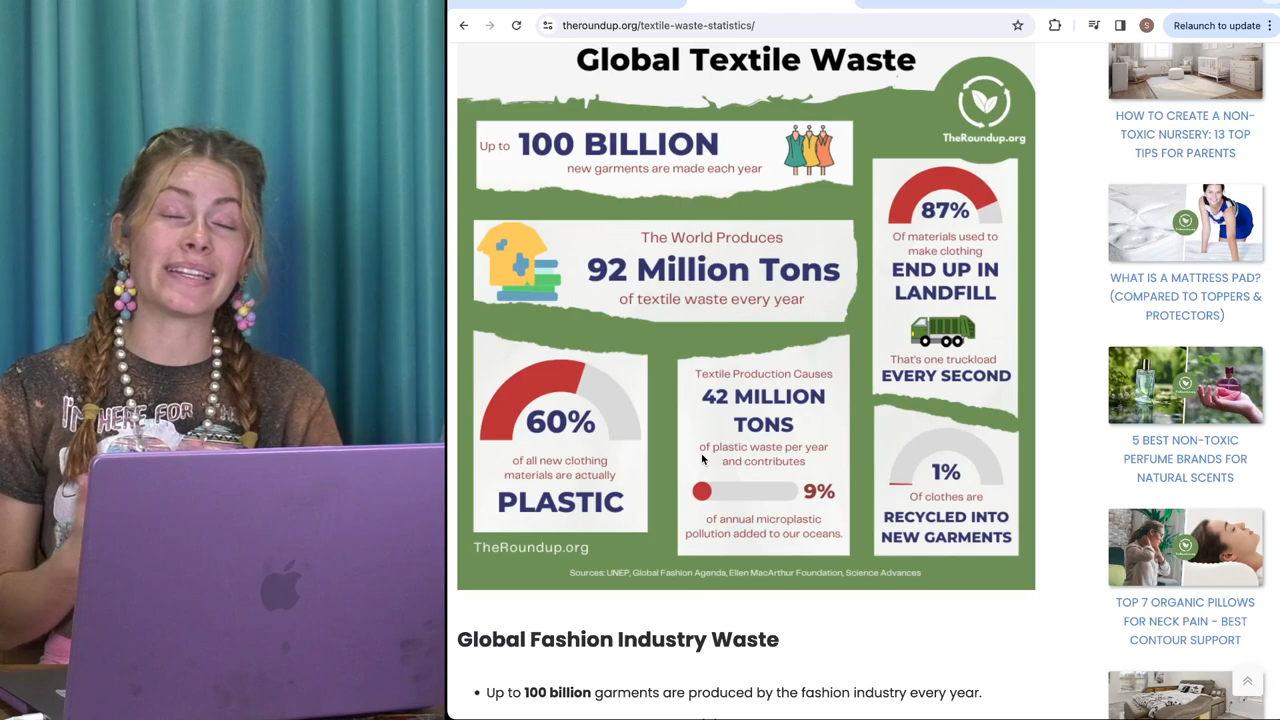 theroundup.org/textile-waste-statistics/
S
Relaunch to update
Global Textile Waste
TheRoundup.org
Up to 100 BILLION
new garments are made each year
The World Produces
92 Million Tons
of textile waste every year
87%
Of materials used to
make clothing
END UP IN
LANDFILL
That's one truckload
EVERY SECOND
60%
of all new clothing
materials are actually
PLASTIC
Textile Production Causes
42 MILLION
TONS
of plastic waste per year
and contributes
9%
of annual microplastic
pollution added to our oceans.
1%
Of clothes are
RECYCLED INTO
NEW GARMENTS
TheRoundup.org
Sources: UNEP, Global Fashion Agenda, Ellen MacArthur Foundation, Science Advances
Global Fashion Industry Waste
• Up to 100 billion garments are produced by the fashion industry every year.
HOW TO CREATE A NON-
TOXIC NURSERY: 13 TOP
TIPS FOR PARENTS
WHAT IS A MATTRESS PAD?
(COMPARED TO TOPPERS &
PROTECTORS)
5 BEST NON-TOXIC
PERFUME BRANDS FOR
NATURAL SCENTS
TOP 7 ORGANIC PILLOWS
FOR NECK PAIN - BEST
CONTOUR SUPPORT
I'M HERE FOR